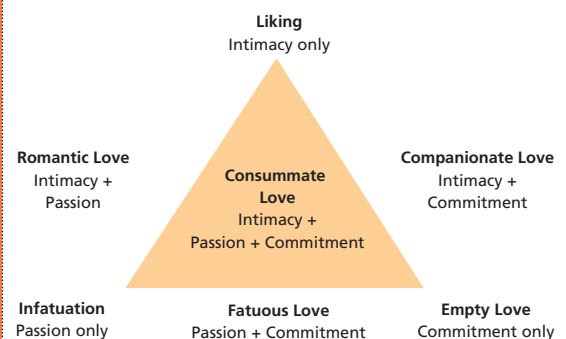 Liking
Intimacy only
Romantic Love
Intimacy +
Passion
Consummate
Love
Intimacy +
Passion + Commitment
Companionate Love
Intimacy +
Commitment
Infatuation
Passion only
Fatuous Love
Passion + Commitment
Empty Love
Commitment only